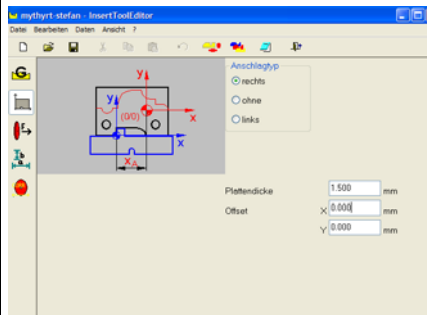 mythyrt-stefan - InsertToolEditor
Datei Bearbeiten Daten Ansicht ?
G
F
b
a
y
y
(0/0)
x
x
xA
Anschlagtyp
rechts
ohne
links
Plattendicke 1.500 mm
Offset X 0.000 mm
Y 0.000 mm